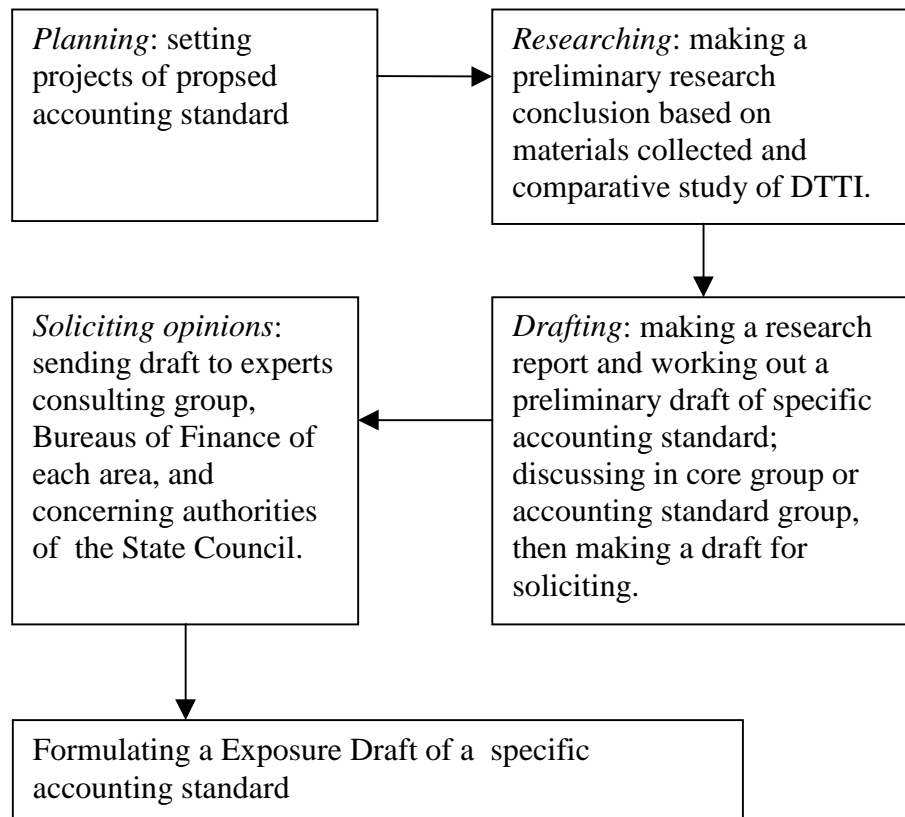 Planning: setting
projects of propsed
accounting standard
Researching: making a
preliminary research
conclusion based on
materials collected and
comparative study of DTTI.
Drafting: making a research
report and working out a
preliminary draft of specific
accounting standard;
discussing in core group or
accounting standard group,
then making a draft for
soliciting.
Soliciting opinions:
sending draft to experts
consulting group,
Bureaus of Finance of
each area, and
concerning authorities
of the State Council.
Formulating a Exposure Draft of a specific
accounting standard